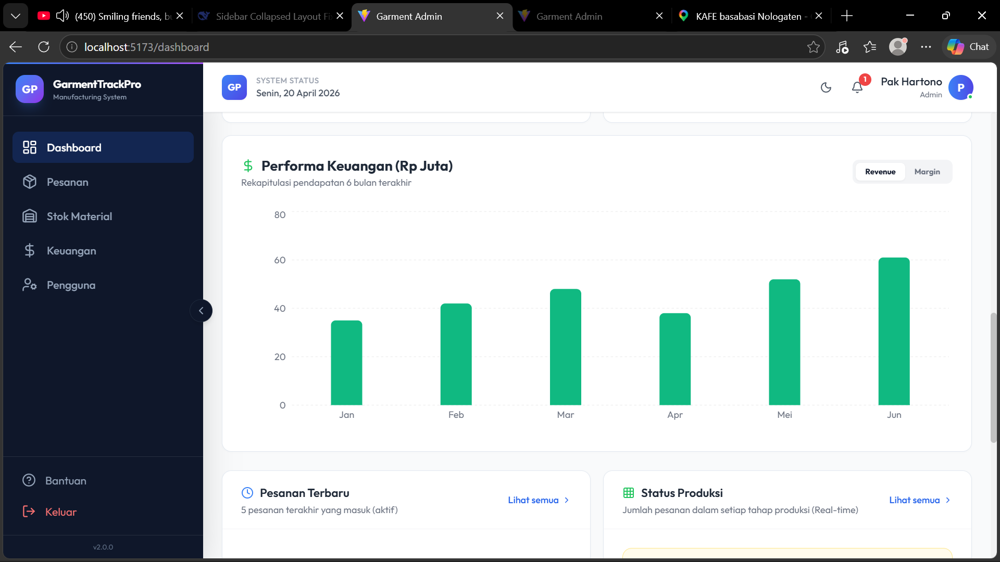 (450) Smiling friends, bu
Sidebar Collapsed Layout Fi
Garment Admin
Garment Admin
KAFE basabasi Nologaten -
localhost:5173/dashboard
Chat
GP
GarmentTrackPro
Manufacturing System
GP
SYSTEM STATUS
Senin, 20 April 2026
1
Pak Hartono
Admin
P
Dashboard
Pesanan
Stok Material
Keuangan
Pengguna
Bantuan
Keluar
v2.0.0
Performa Keuangan (Rp Juta)
Rekapitulasi pendapatan 6 bulan terakhir
Revenue
Margin
80
60
40
20
0
Jan
Feb
Mar
Apr
Mei
Jun
Pesanan Terbaru
5 pesanan terakhir yang masuk (aktif)
Lihat semua
Status Produksi
Jumlah pesanan dalam setiap tahap produksi (Real-time)
Lihat semua